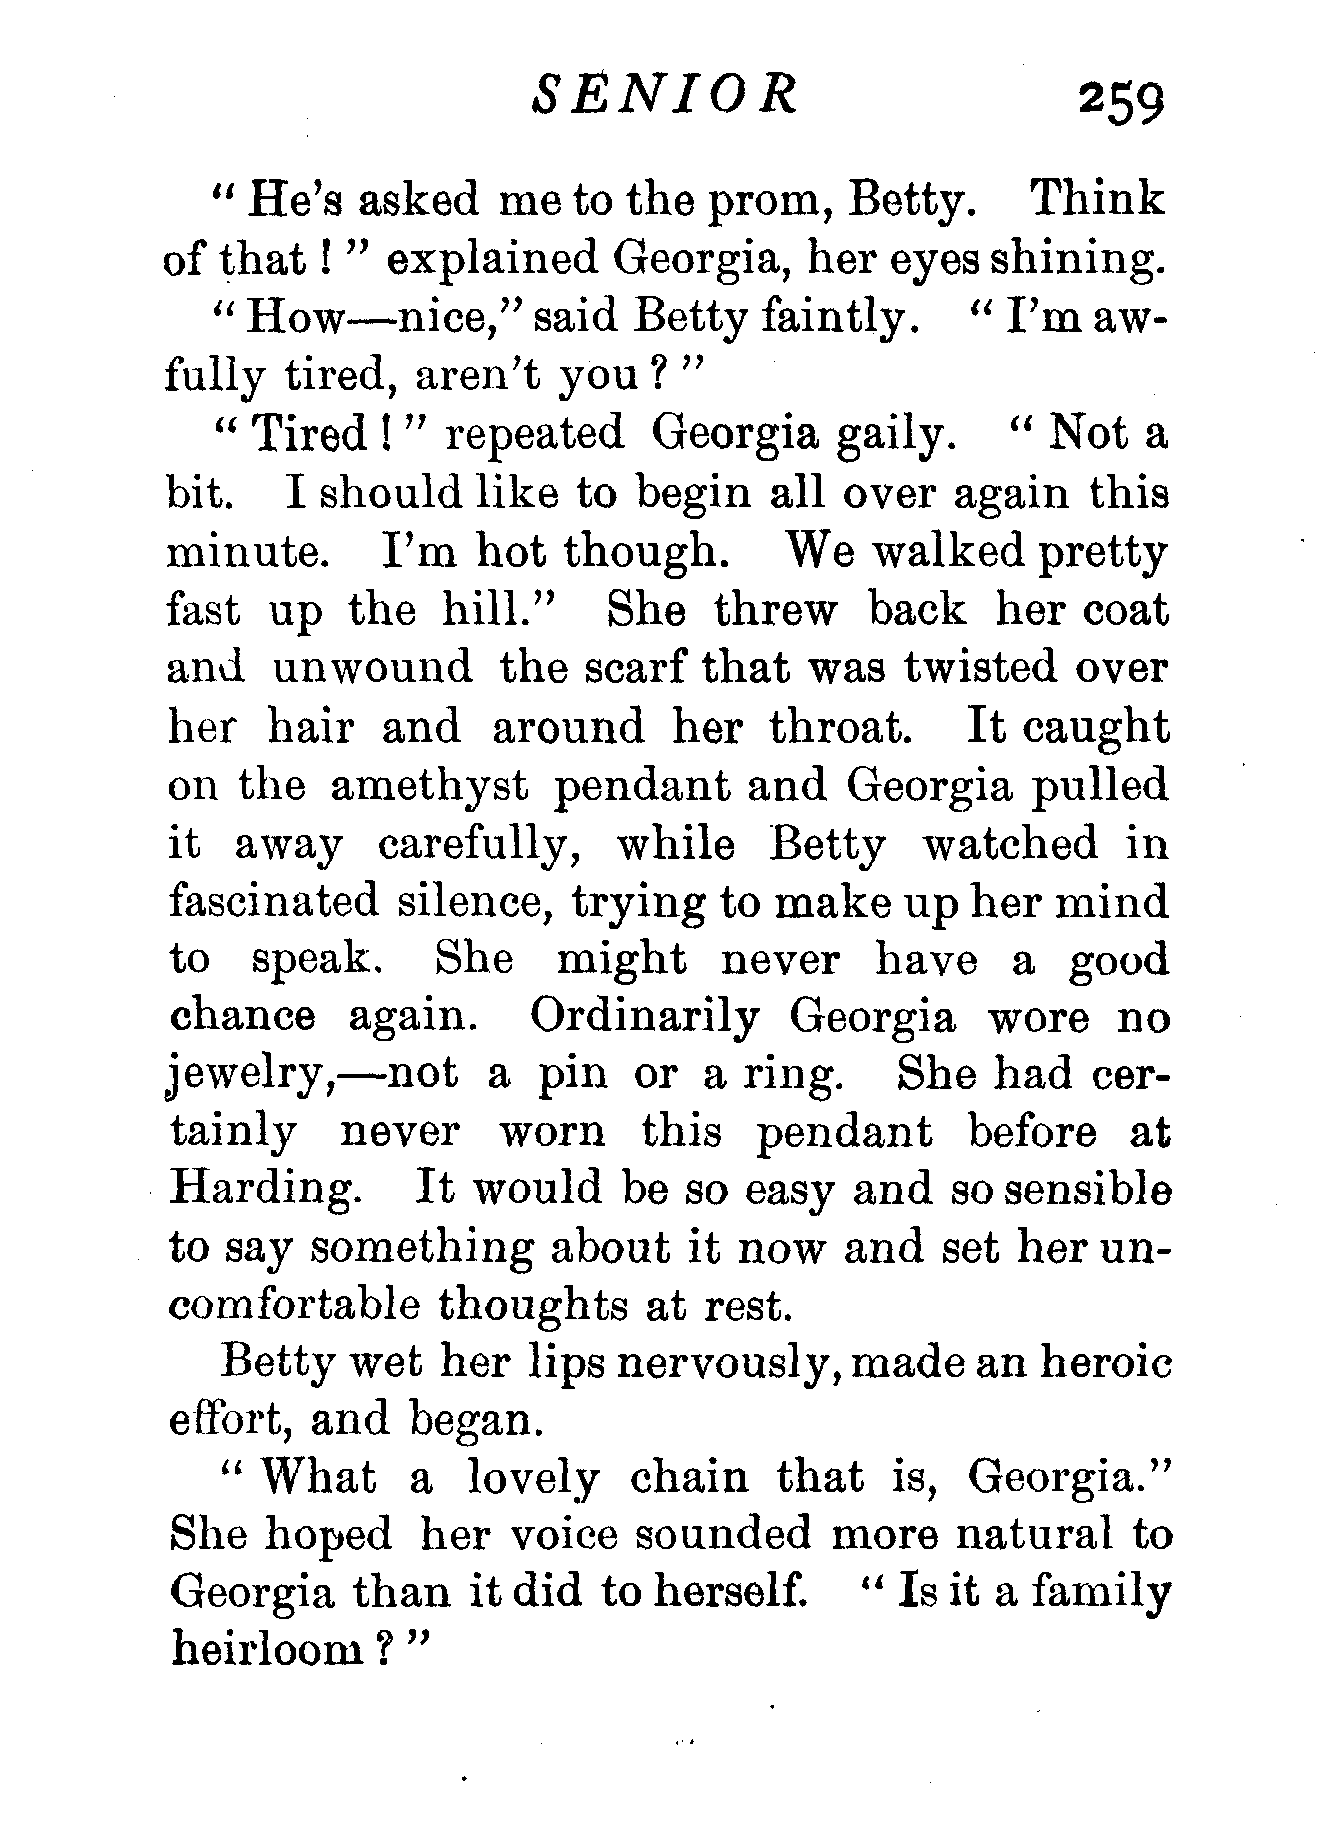 SENIOR 259
“ He’s asked me to the prom, Betty. Think
of that ! ” explained Georgia, her eyes shining.
“ How—nice,” said Betty faintly. “ I’m aw-
fully tired, aren’t you ? ”
“ Tired ! ” repeated Georgia gaily. “ Not a
bit. I should like to begin all over again this
minute. I’m hot though. We walked pretty
fast up the hill.” She threw back her coat
and unwound the scarf that was twisted over
her hair and around her throat. It caught
on the amethyst pendant and Georgia pulled
it away carefully, while Betty watched in
fascinated silence, trying to make up her mind
to speak. She might never have a good
chance again. Ordinarily Georgia wore no
jewelry,—not a pin or a ring. She had cer-
tainly never worn this pendant before at
Harding. It would be so easy and so sensible
to say something about it now and set her un-
comfortable thoughts at rest.
Betty wet her lips nervously, made an heroic
effort, and began.
“ What a lovely chain that is, Georgia.”
She hoped her voice sounded more natural to
Georgia than it did to herself. “ Is it a family
heirloom ? ”